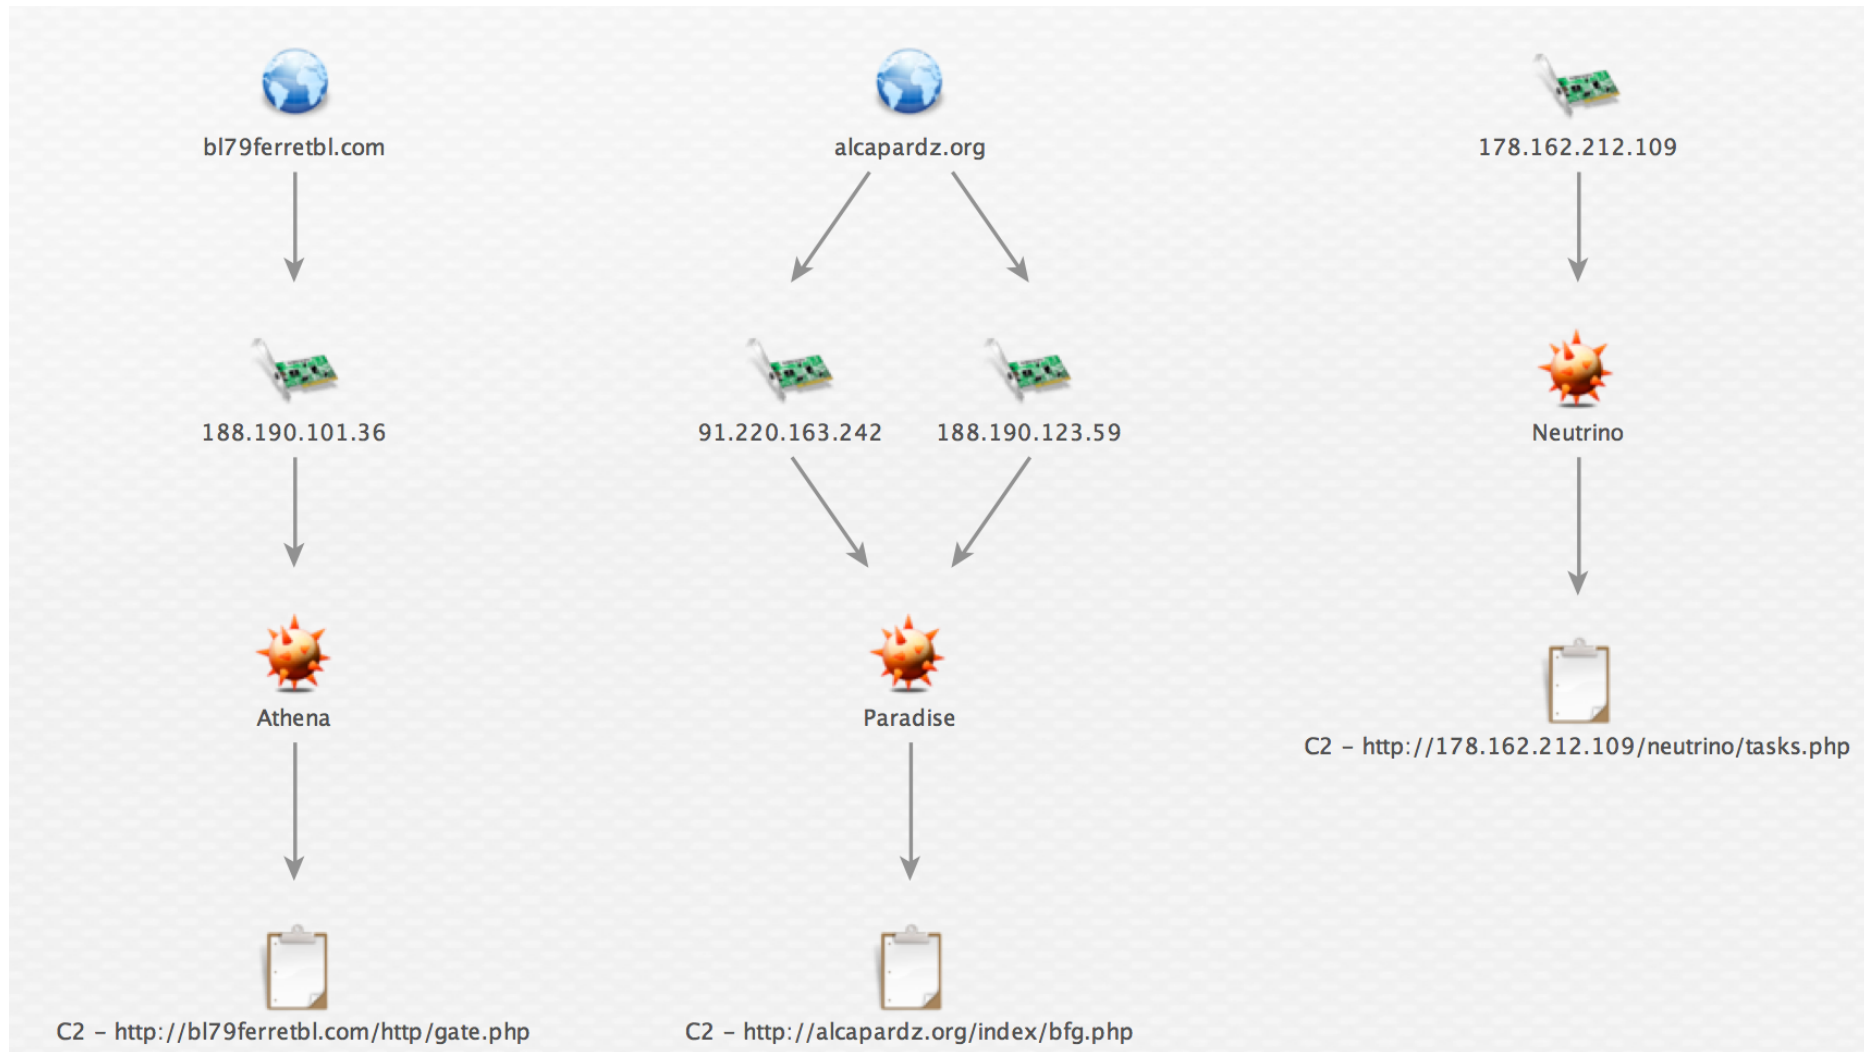 bl79ferretbl.com
alcapardz.org
178.162.212.109
188.190.101.36
91.220.163.242
188.190.123.59
Neutrino
Athena
Paradise
C2 – http://178.162.212.109/neutrino/tasks.php
C2 – http://bl79ferretbl.com/http/gate.php
C2 – http://alcapardz.org/index/bfg.php